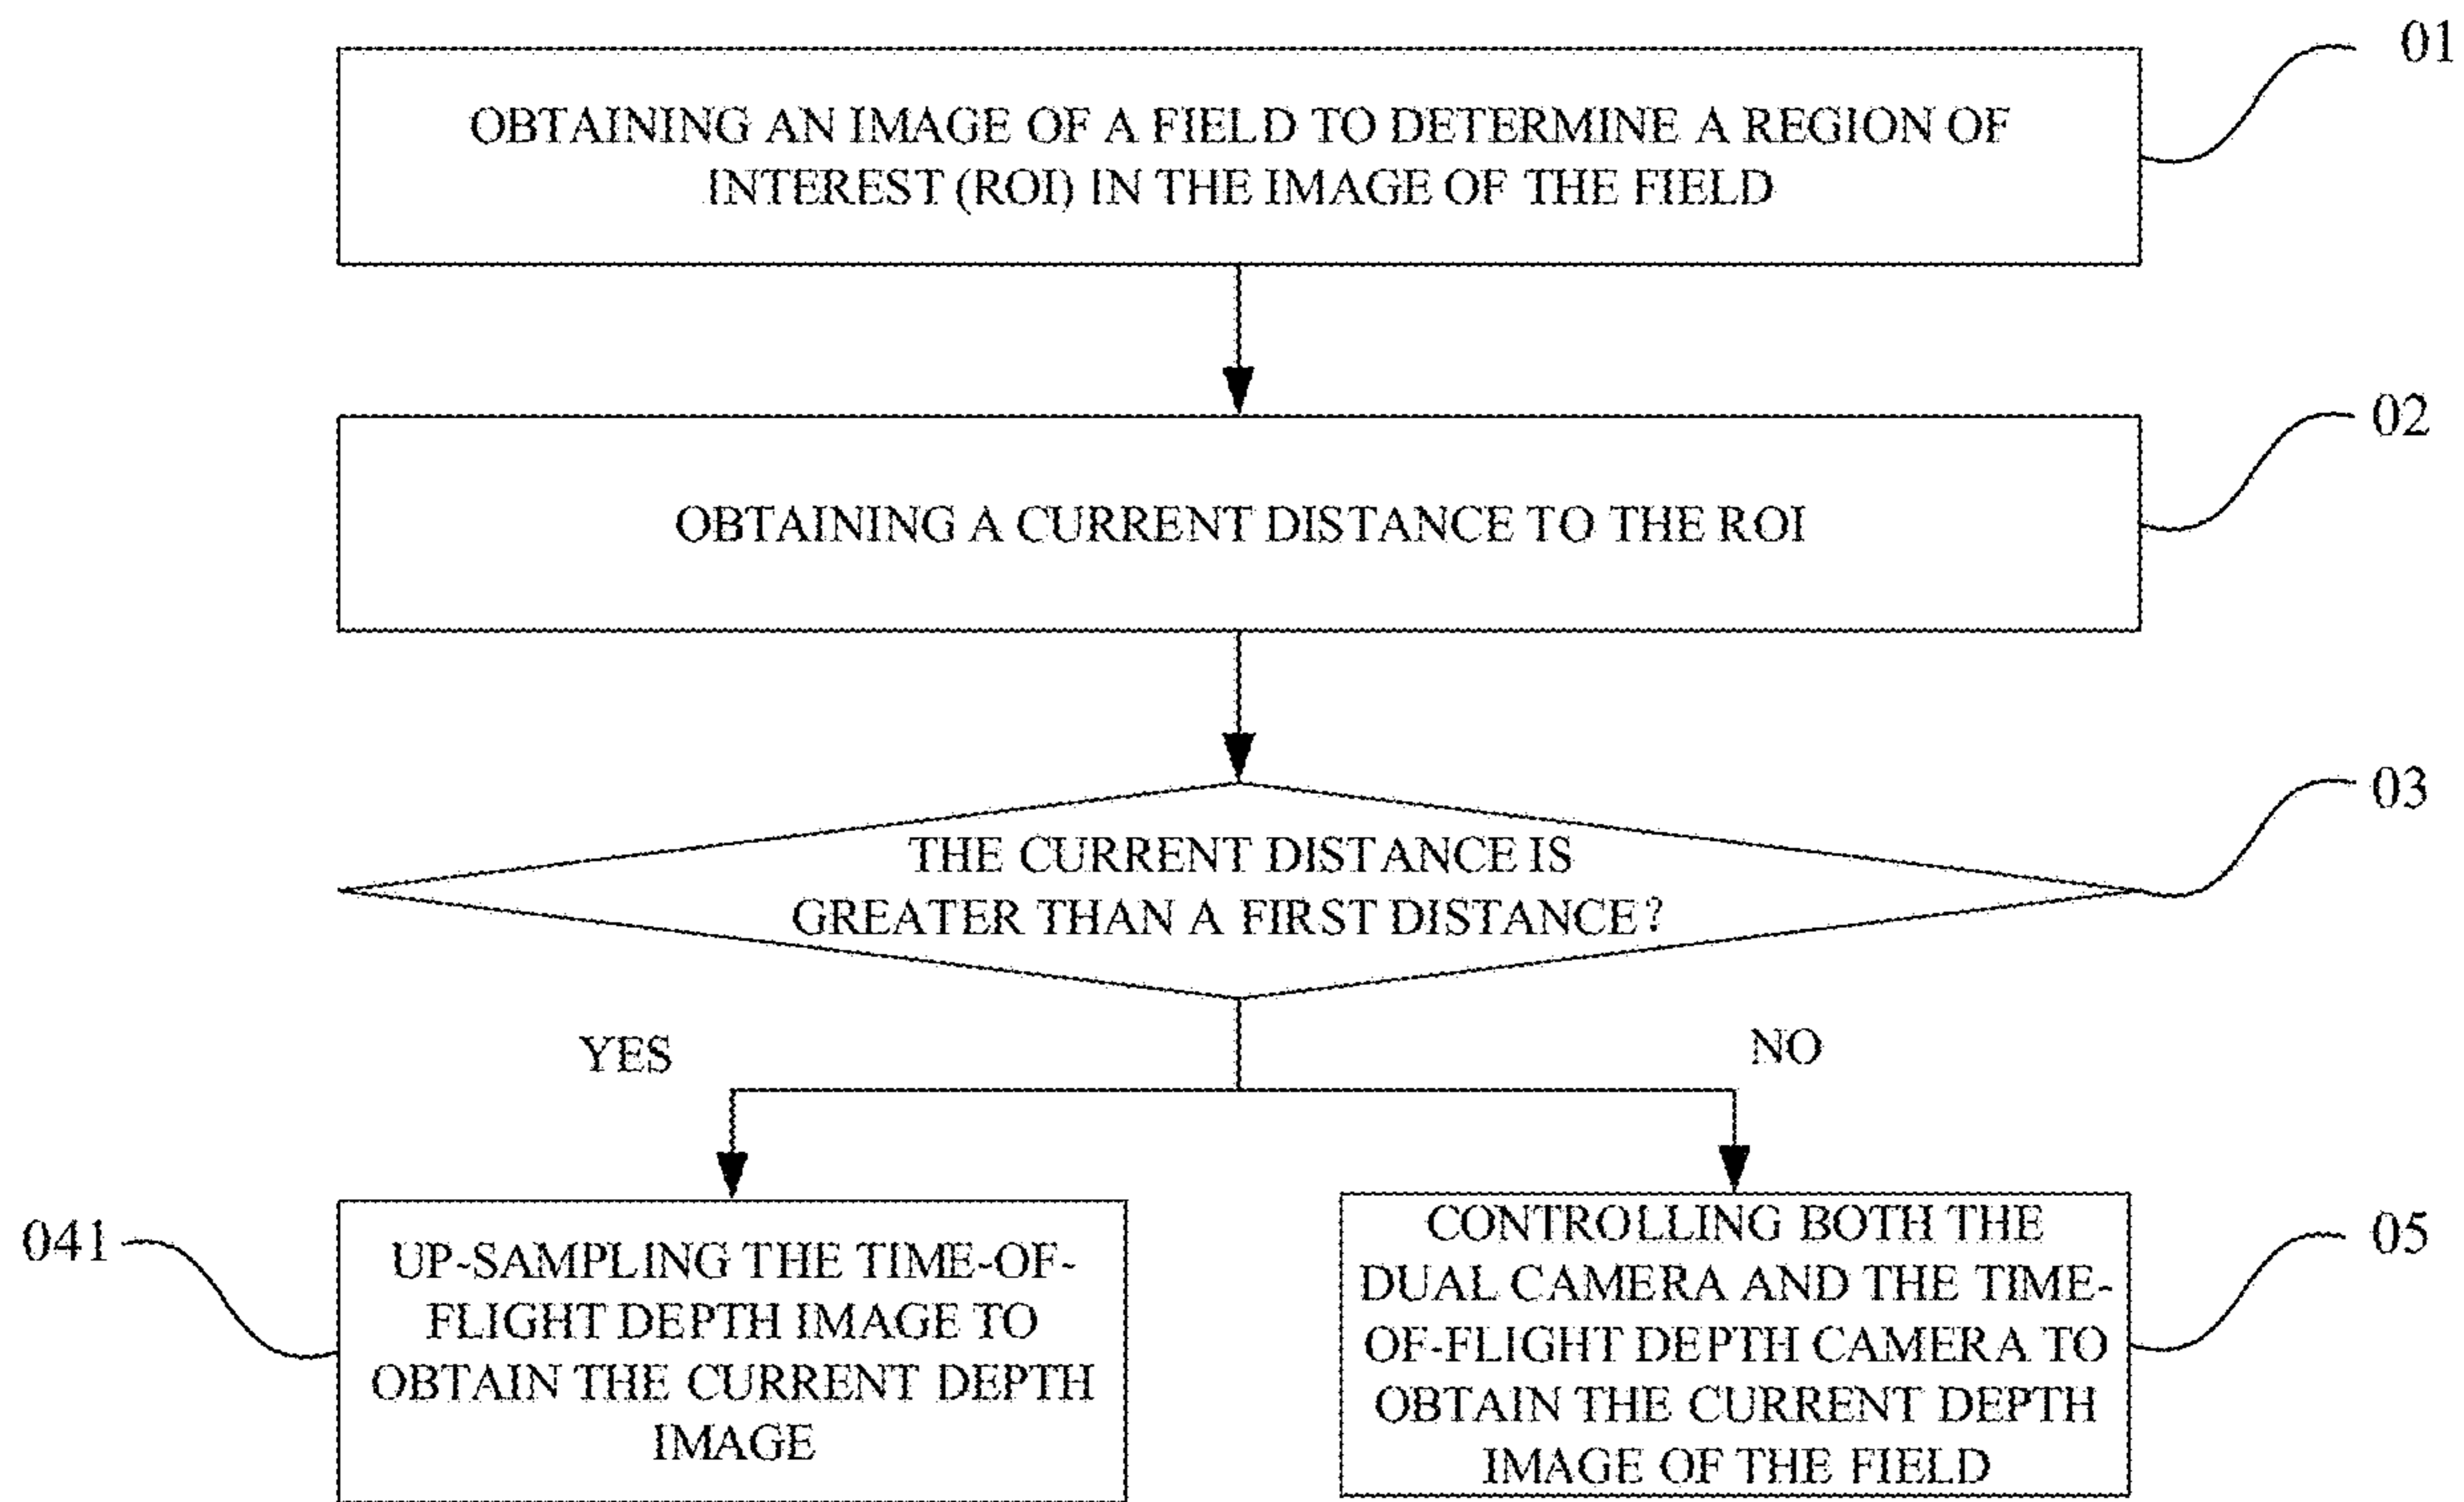 01
OBTAINING AN IMAGE OF A FIELD TO DETERMINE A REGION OF
INTEREST (ROI) IN THE IMAGE OF THE FIELD
02
OBTAINING A CURRENT DISTANCE TO THE ROI
03
THE CURRENT DISTANCE IS
GREATER THAN A FIRST DISTANCE?
YES
NO
041
UP-SAMPLING THE TIME-OF-
FLIGHT DEPTH IMAGE TO
OBTAIN THE CURRENT DEPTH
IMAGE
CONTROLLING BOTH THE
DUAL CAMERA AND THE TIME-
OF-FLIGHT DEPTH CAMERA TO
OBTAIN THE CURRENT DEPTH
IMAGE OF THE FIELD
05